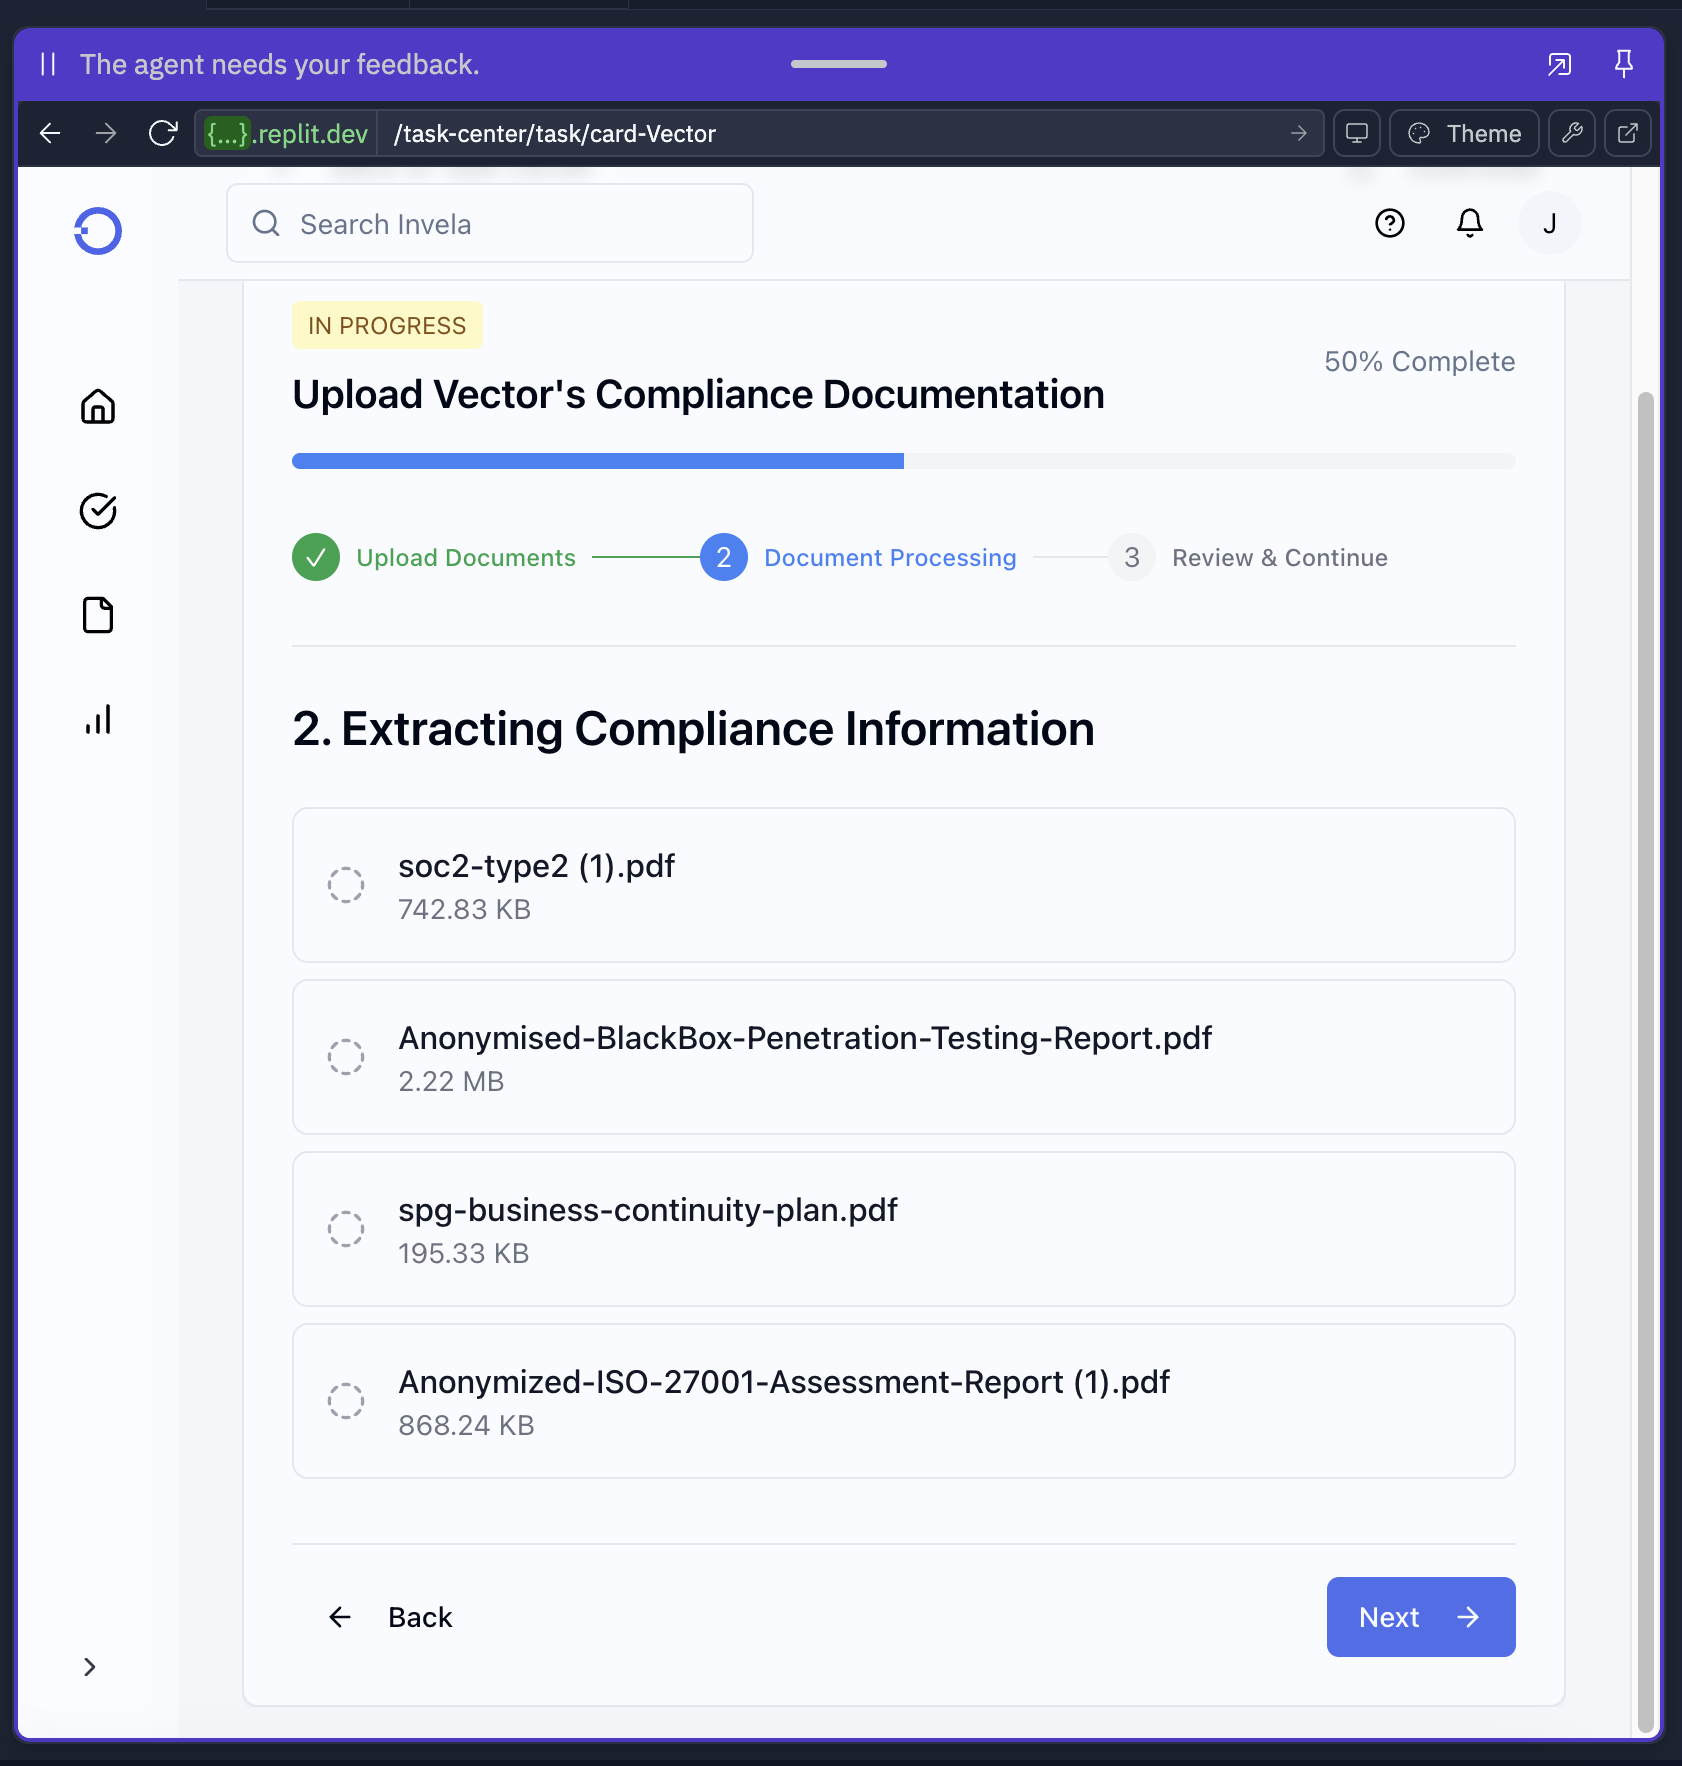 The agent needs your feedback.
{...}.replit.dev /task-center/task/card-Vector
Theme
Search Invela
J
IN PROGRESS
50% Complete
Upload Vector's Compliance Documentation
Upload Documents
2 Document Processing
3 Review & Continue
2. Extracting Compliance Information
soc2-type2 (1).pdf
742.83 KB
Anonymised-BlackBox-Penetration-Testing-Report.pdf
2.22 MB
spg-business-continuity-plan.pdf
195.33 KB
Anonymized-ISO-27001-Assessment-Report (1).pdf
868.24 KB
Back
Next